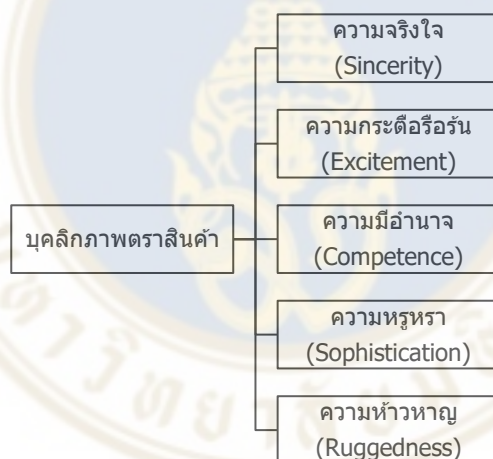 ความจริงใจ
(Sincerity)
ความกระตือรือร้น
(Excitement)
บุคลิกภาพตราสินค้า
ความมีอำนาจ
(Competence)
ความหรูหรา
(Sophistication)
ความห้าวหาญ
(Ruggedness)